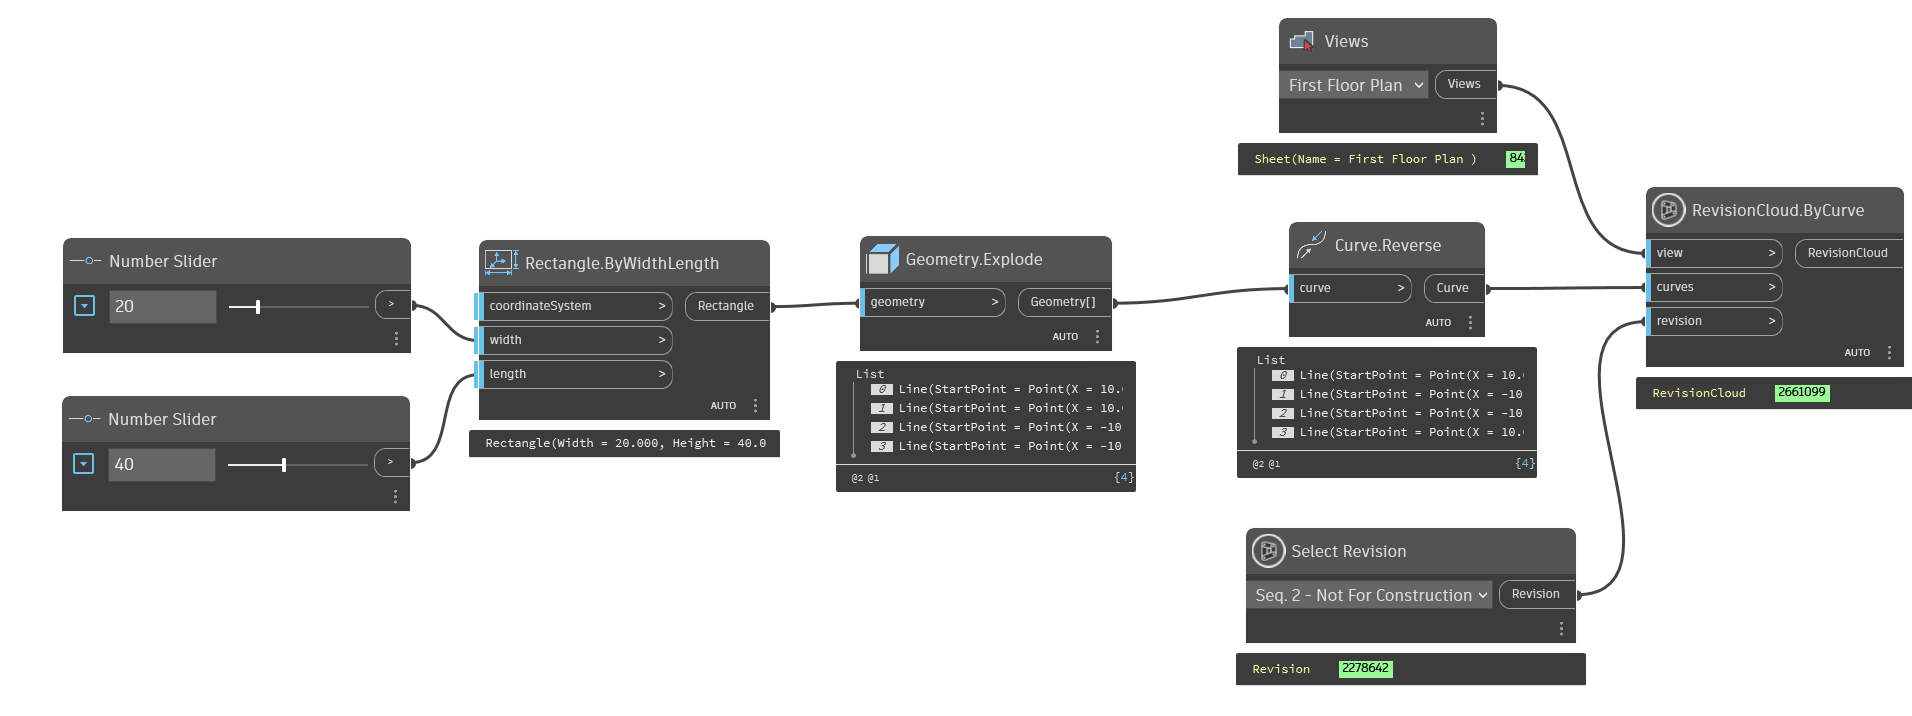 Views
First Floor Plan
Views
Sheet(Name = First Floor Plan )
RevisionCloud.ByCurve
view >
RevisionCloud
curves >
revision >
AUTO
RevisionCloud 2661099
Number Slider
20
>
Number Slider
40
>
Rectangle.ByWidthLength
coordinateSystem >
Rectangle
width >
length >
AUTO
Rectangle(Width = 20.000, Height = 40.0
Geometry.Explode
geometry >
Geometry[]
AUTO
List
0 Line(StartPoint = Point(X = 10.
1 Line(StartPoint = Point(X = 10.
2 Line(StartPoint = Point(X = -10
3 Line(StartPoint = Point(X = -10
@2 @1
{4}
Curve.Reverse
curve >
Curve
AUTO
List
0 Line(StartPoint = Point(X = 10.
1 Line(StartPoint = Point(X = -10
2 Line(StartPoint = Point(X = -10
3 Line(StartPoint = Point(X = 10.
@2 @1
{4}
Select Revision
Seq. 2 - Not For Construction
Revision
Revision 2278642